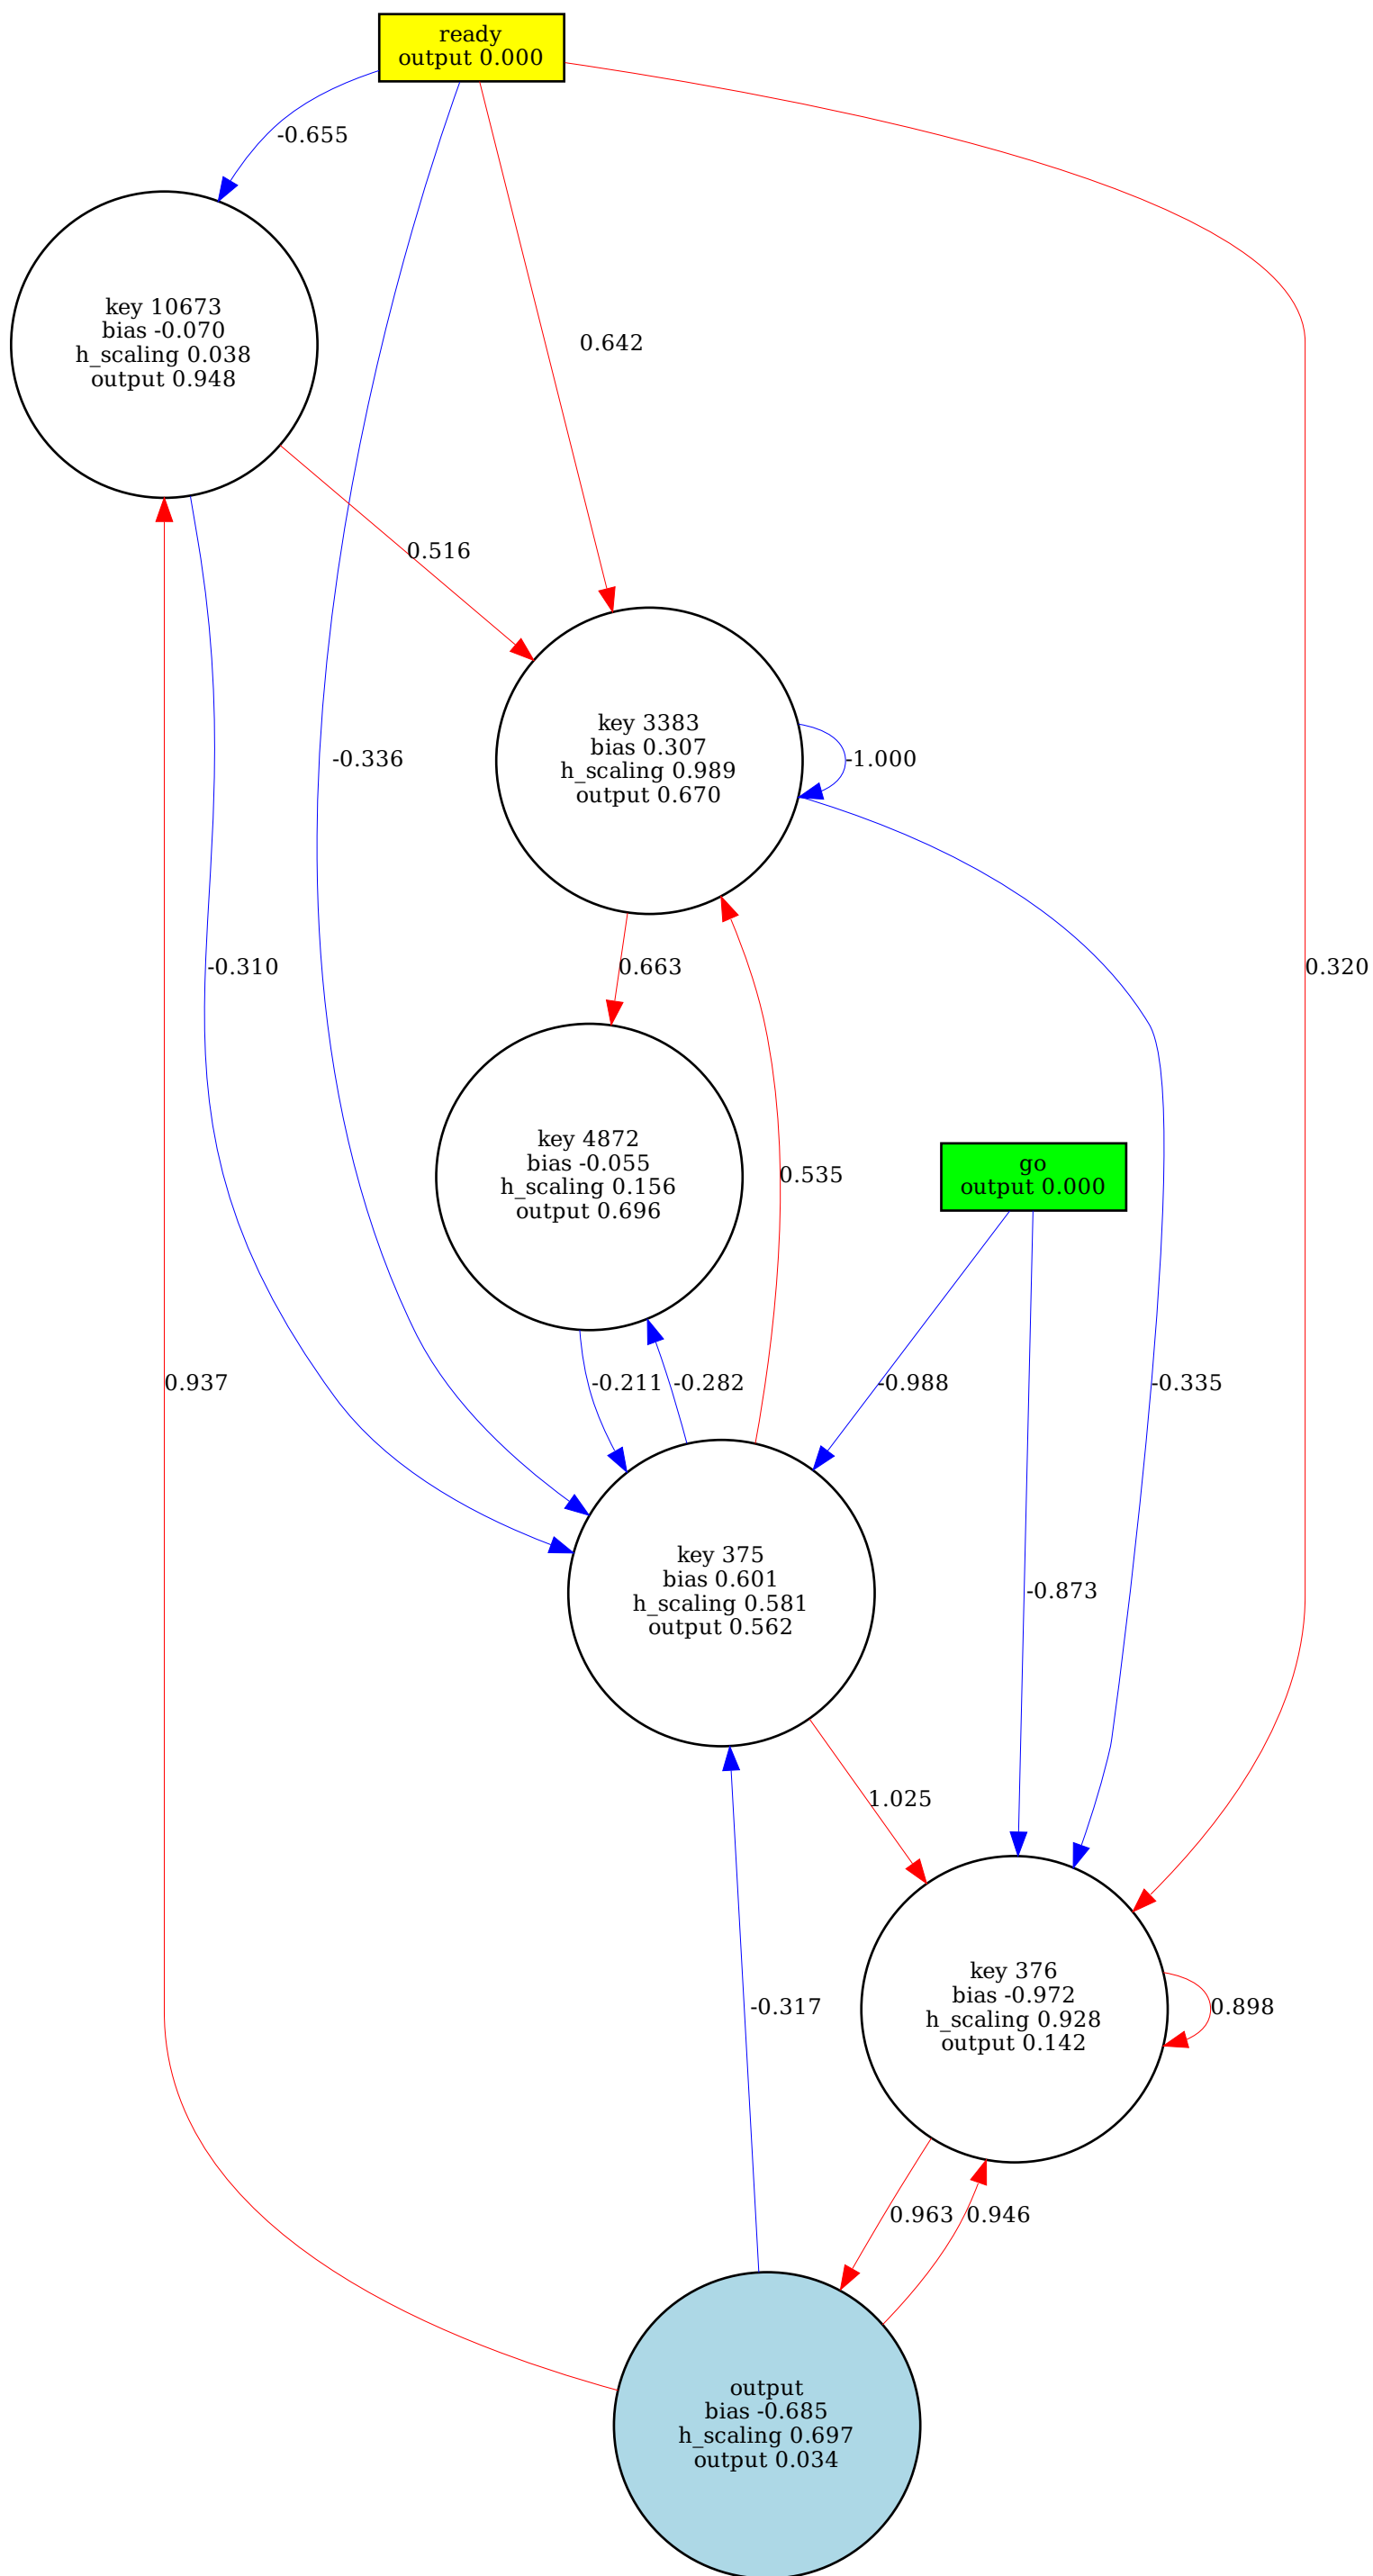 ready
output 0.000
-0.655
key 10673
bias -0.070
h_scaling 0.038
output 0.948
0.642
0.516
key 3383
bias 0.307
h_scaling 0.989
output 0.670
-0.336
-1.000
-0.310
0.663
0.320
key 4872
bias -0.055
h_scaling 0.156
output 0.696
0.535
go
output 0.000
0.937
-0.211
-0.282
-0.988
-0.335
key 375
bias 0.601
h_scaling 0.581
output 0.562
-0.873
1.025
key 376
bias -0.972
h_scaling 0.928
output 0.142
-0.317
0.898
0.963
0.946
output
bias -0.685
h_scaling 0.697
output 0.034